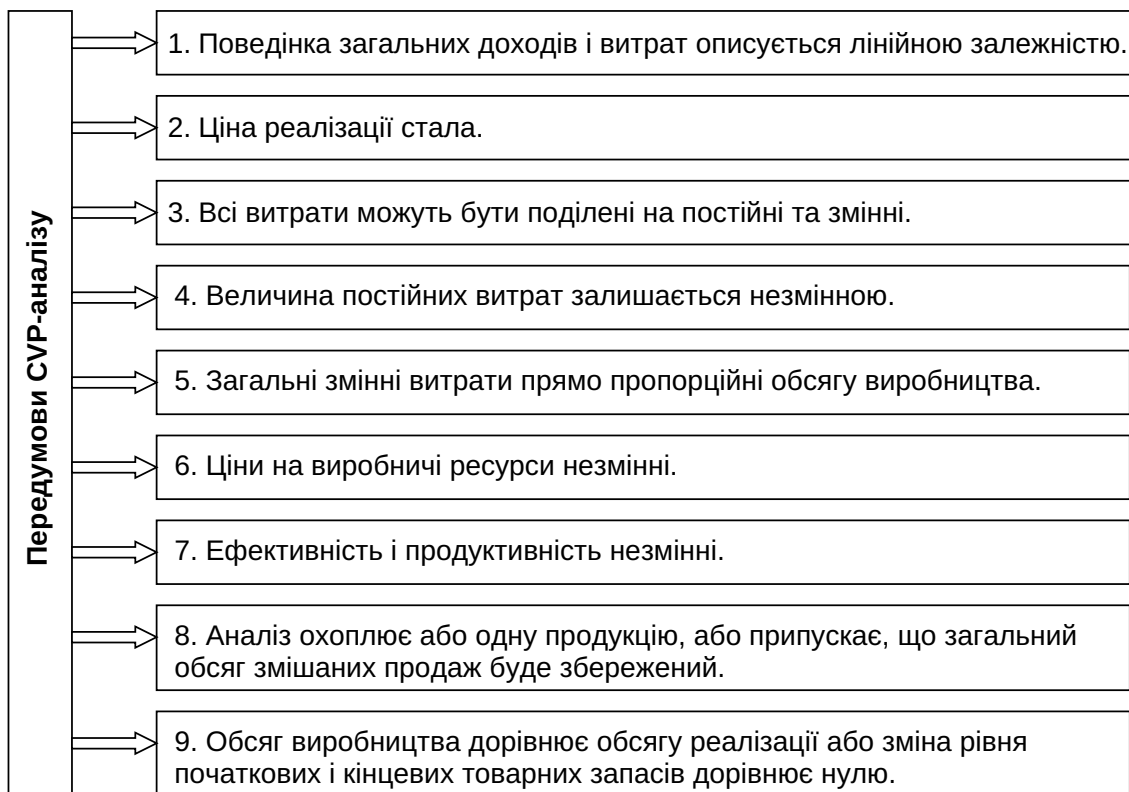 Передумови CVP-аналізу
1. Поведінка загальних доходів і витрат описується лінійною залежністю.
2. Ціна реалізації стала.
3. Всі витрати можуть бути поділені на постійні та змінні.
4. Величина постійних витрат залишається незмінною.
5. Загальні змінні витрати прямо пропорційні обсягу виробництва.
6. Ціни на виробничі ресурси незмінні.
7. Ефективність і продуктивність незмінні.
8. Аналіз охоплює або одну продукцію, або припускає, що загальний
обсяг змішаних продаж буде збережений.
9. Обсяг виробництва дорівнює обсягу реалізації або зміна рівня
початкових і кінцевих товарних запасів дорівнює нулю.